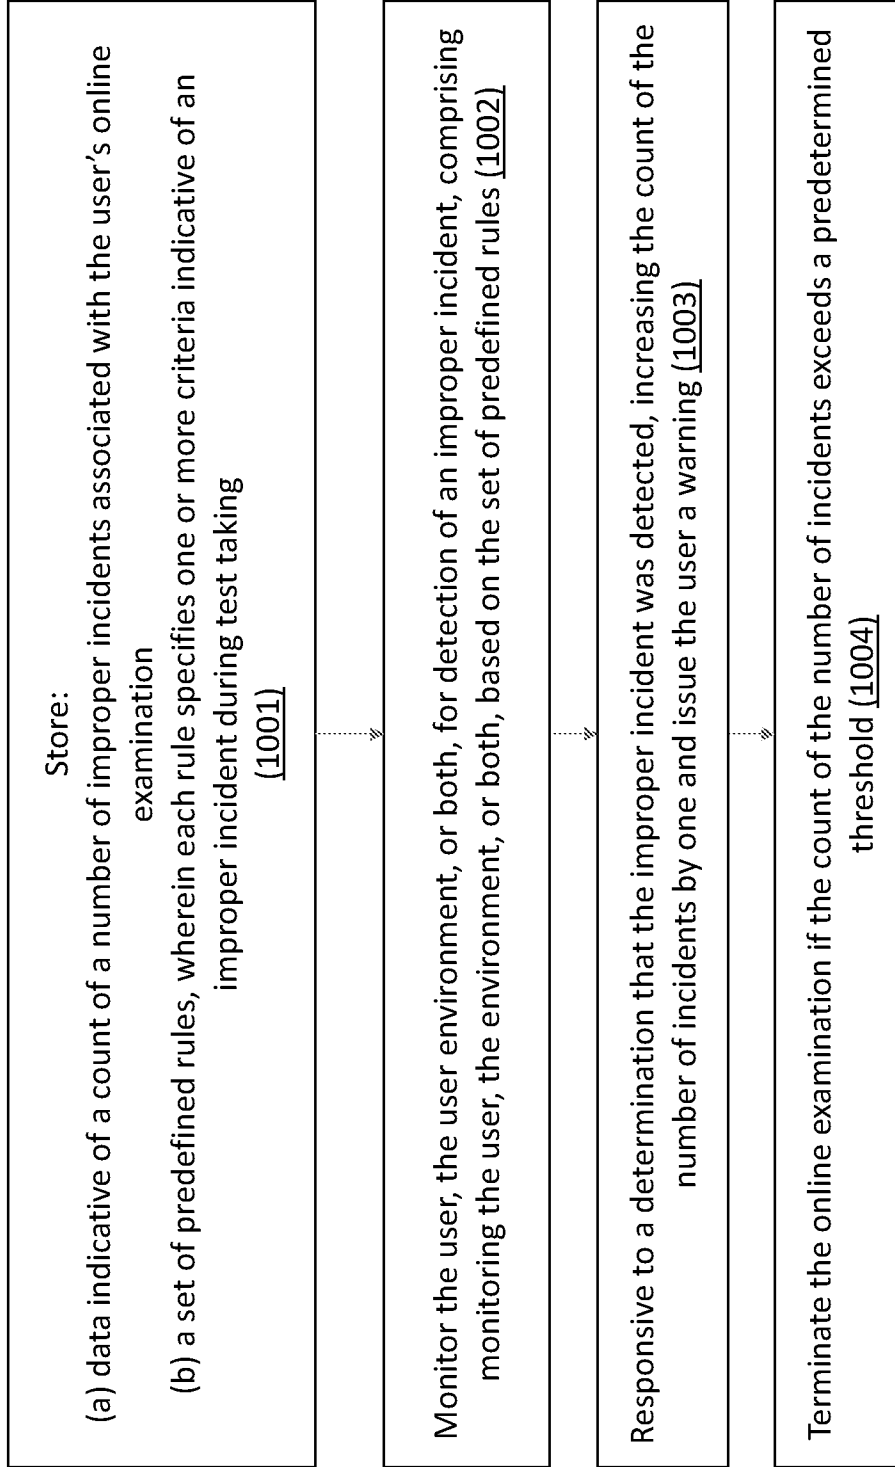 Store:
(a) data indicative of a count of a number of improper incidents associated with the user's online
examination
(b) a set of predefined rules, wherein each rule specifies one or more criteria indicative of an
improper incident during test taking
(1001)
Monitor the user, the user environment, or both, for detection of an improper incident, comprising
monitoring the user, the environment, or both, based on the set of predefined rules (1002)
Responsive to a determination that the improper incident was detected, increasing the count of the
number of incidents by one and issue the user a warning (1003)
Terminate the online examination if the count of the number of incidents exceeds a predetermined
threshold (1004)